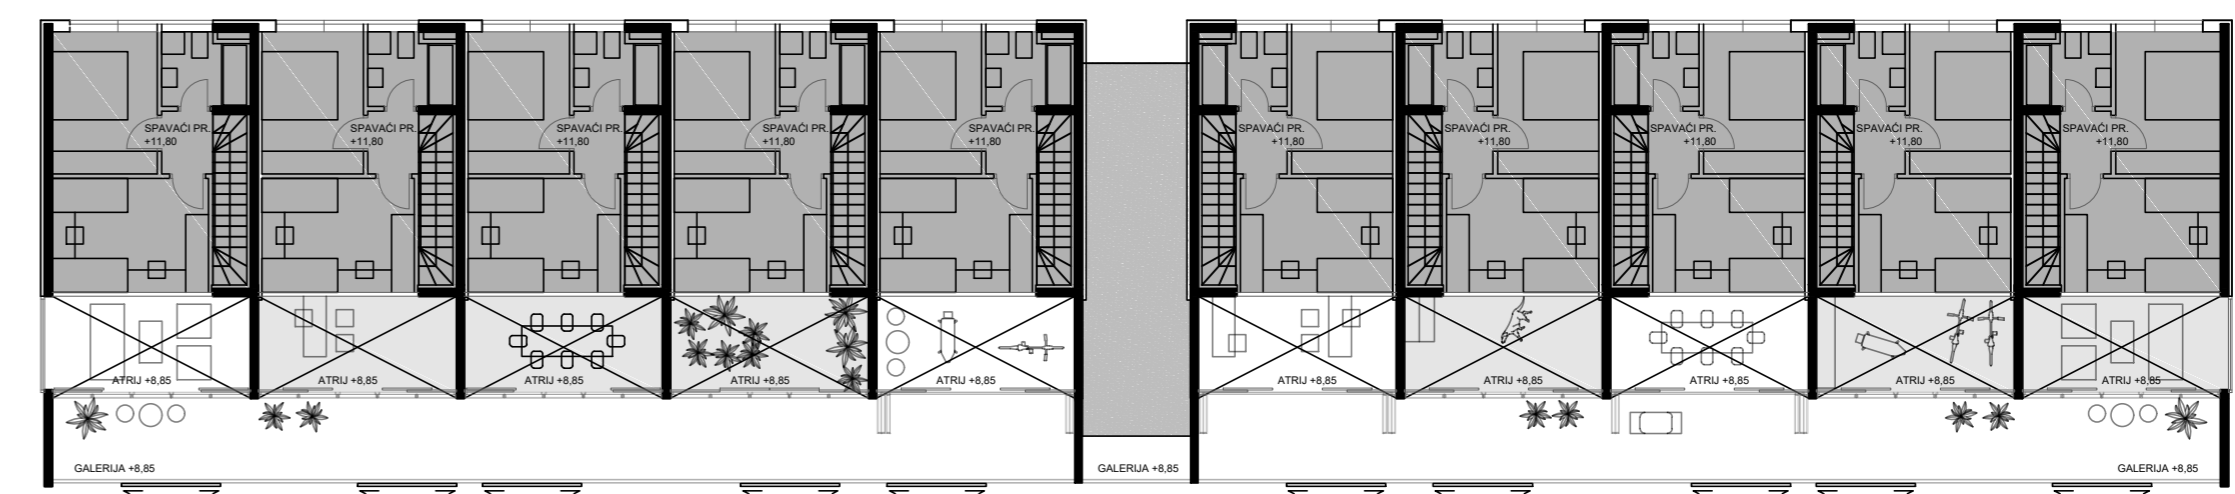 SPAVAĆI PR.
+11,80
SPAVAĆI PR.
+11,80
SPAVAĆI PR.
+11,80
SPAVAĆI PR.
+11,80
SPAVAĆI PR.
+11,80
SPAVAĆI PR.
+11,80
SPAVAĆI PR.
+11,80
SPAVAĆI PR.
+11,80
SPAVAĆI PR.
+11,80
SPAVAĆI PR.
+11,80
ATRIJ +8,85
ATRIJ +8,85
ATRIJ +8,85
ATRIJ +8,85
ATRIJ +8,85
ATRIJ +8,85
ATRIJ +8,85
ATRIJ +8,85
ATRIJ +8,85
ATRIJ +8,85
GALERIJA +8,85
GALERIJA +8,85
GALERIJA +8,85